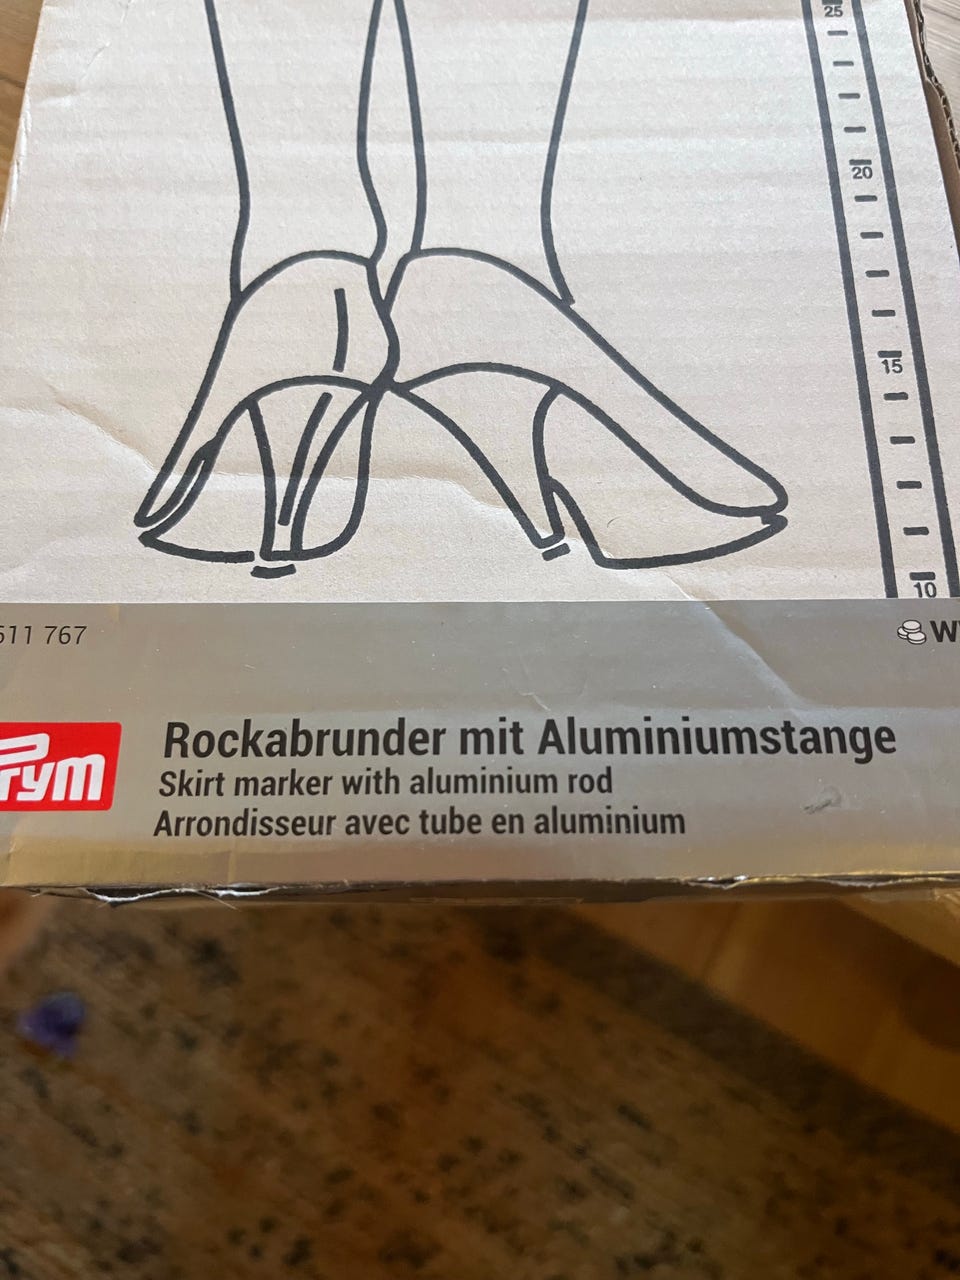 25
20
15
10
511 767
Prym
Rockabrunder mit Aluminiumstange
Skirt marker with aluminium rod
Arrondisseur avec tube en aluminium